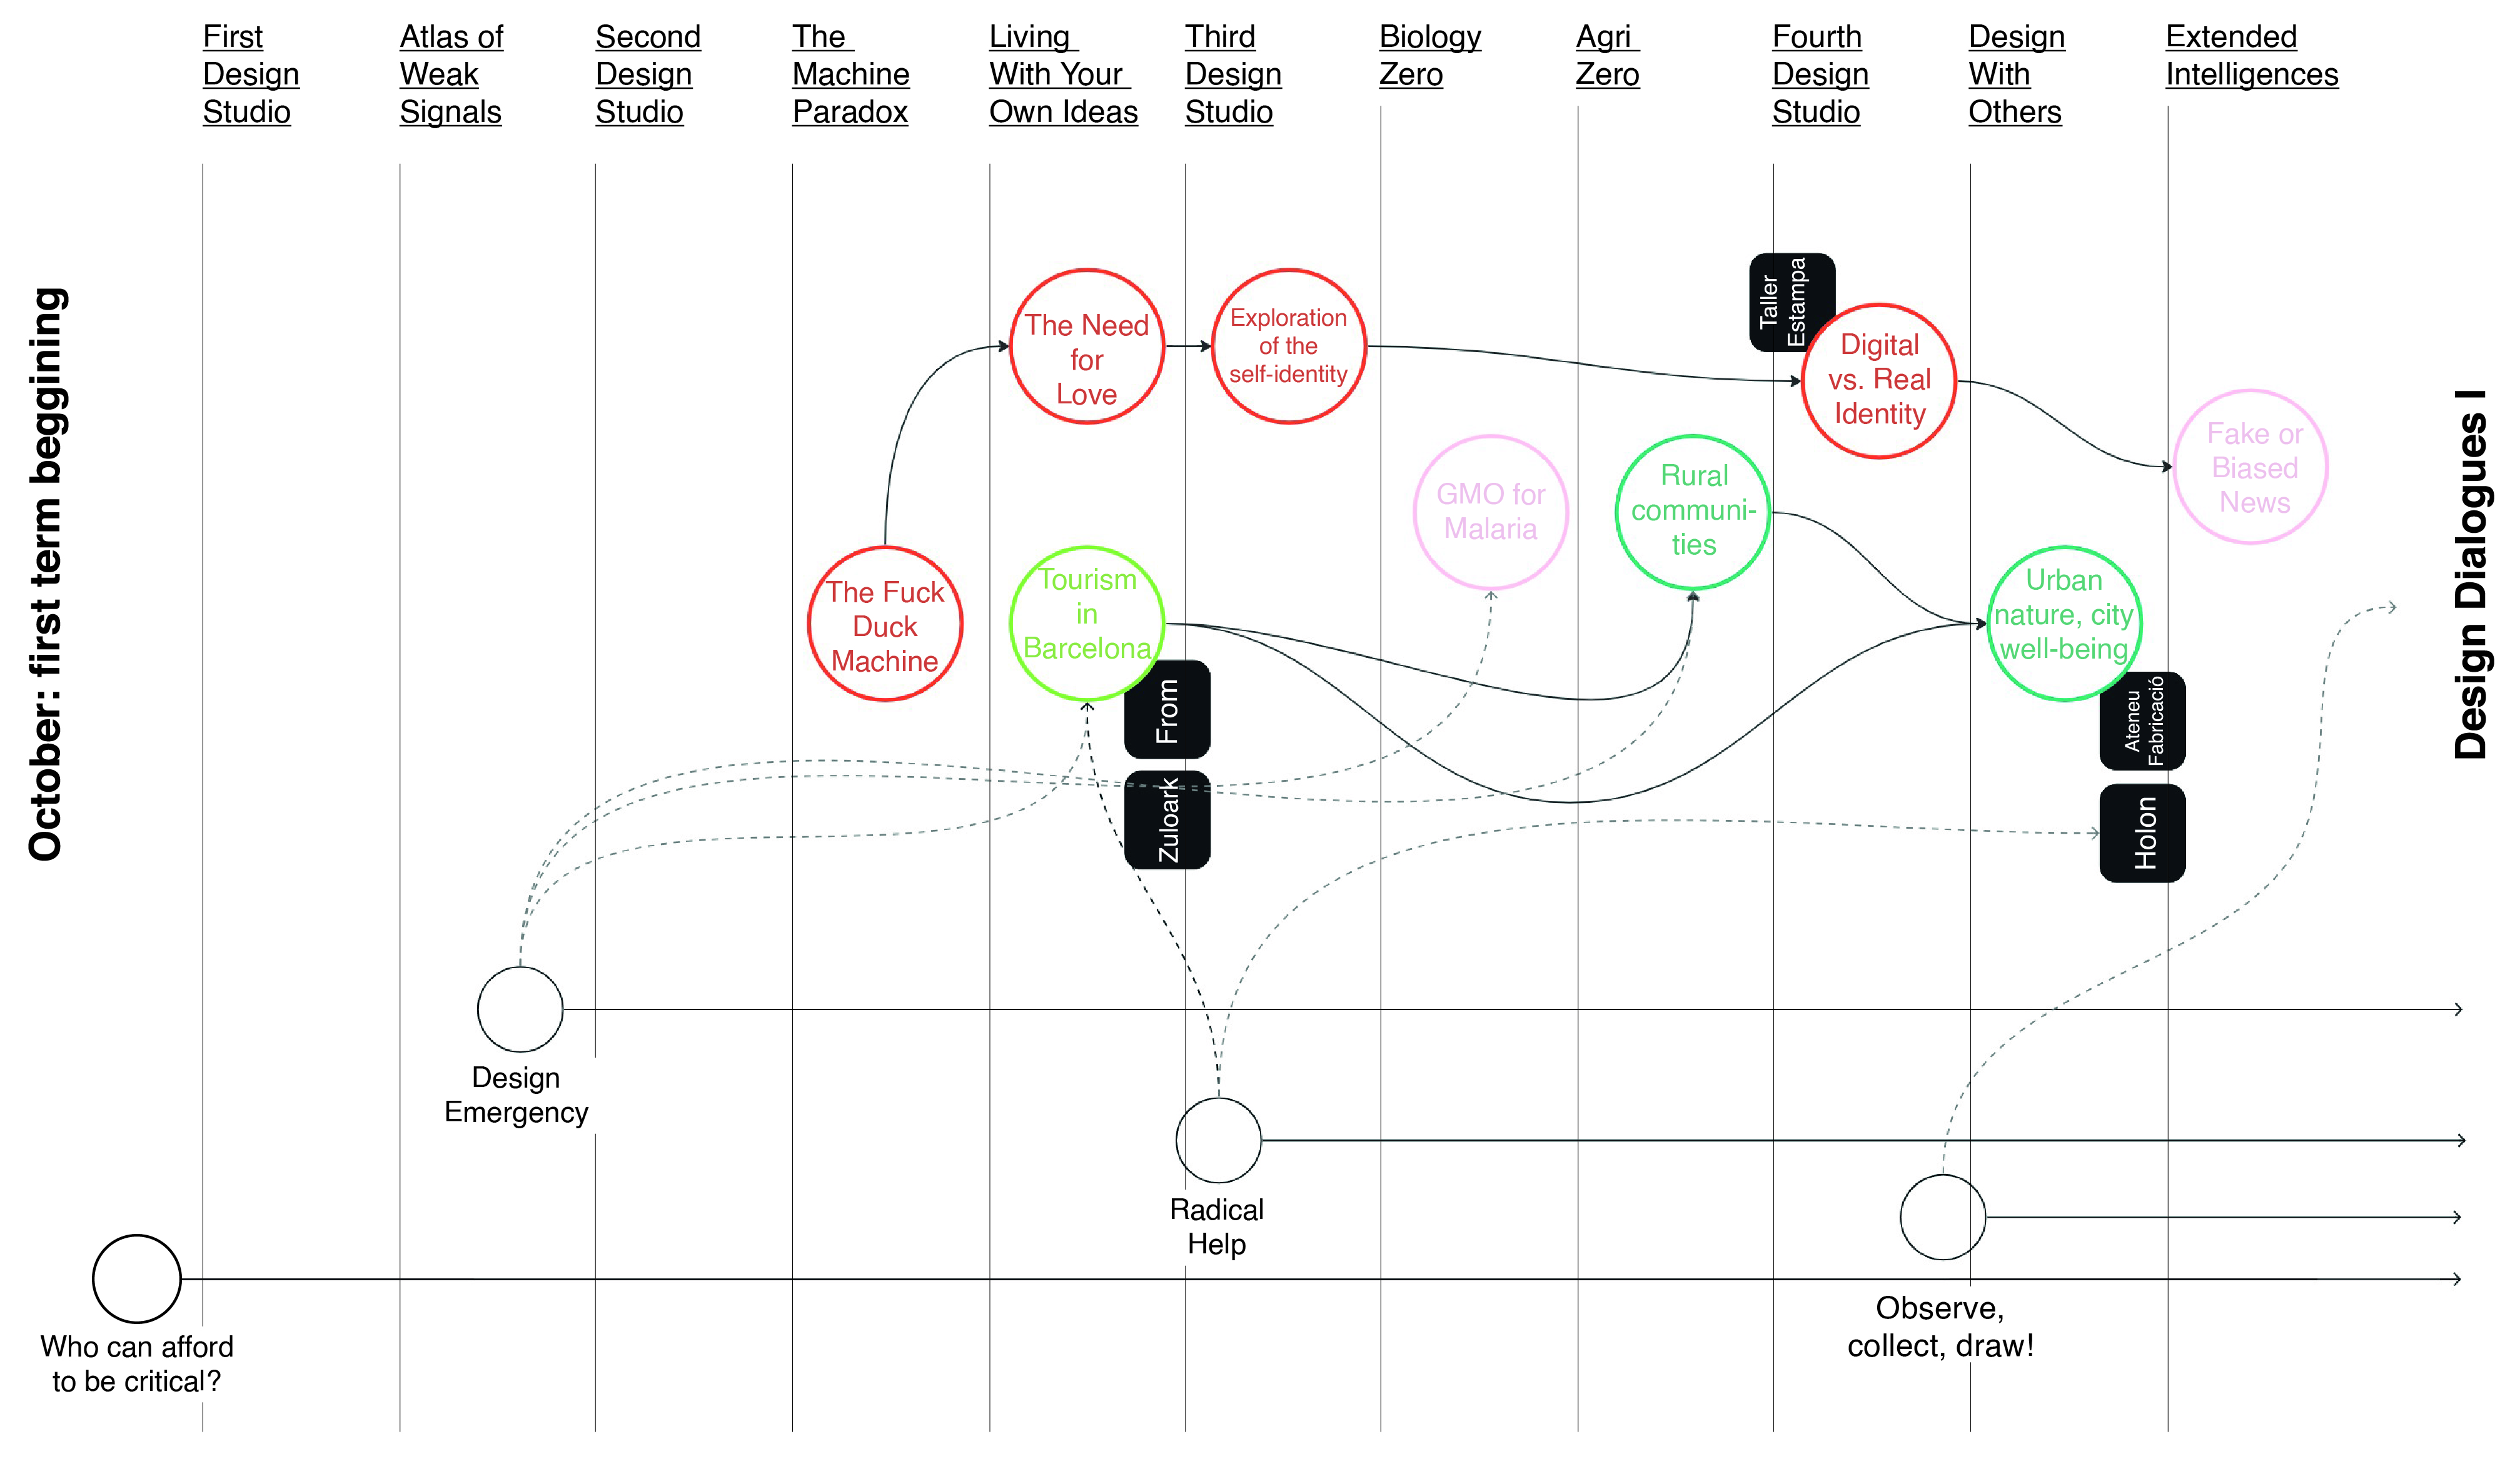 First
Design
Studio
Atlas of
Weak
Signals
Second
Design
Studio
The
Machine
Paradox
Living
With Your
Own Ideas
Third
Design
Studio
Biology
Zero
Agri
Zero
Fourth
Design
Studio
Design
With
Others
Extended
Intelligences
October: first term beggining
The Need
for
Love
Exploration
of the
self-identity
Taller
Estampa
Digital
vs. Real
Identity
Fake or
Biased
News
GMO for
Malaria
Rural
communi-
ties
The Fuck
Duck
Machine
Tourism
in
Barcelona
From
Zuloark
Urban
nature, city
well-being
Ateneu
Fabricació
Holon
Design Dialogues I
Design
Emergency
Radical
Help
Observe,
collect, draw!
Who can afford
to be critical?